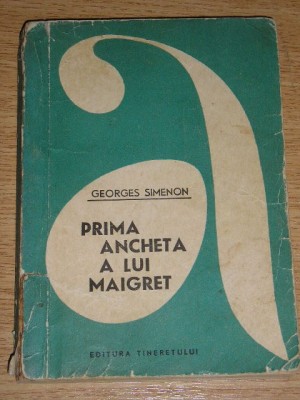 a
GEORGES SIMENON
PRIMA
ANCHETA
A LUI
MAIGRET
EDITURA TINERETULUI